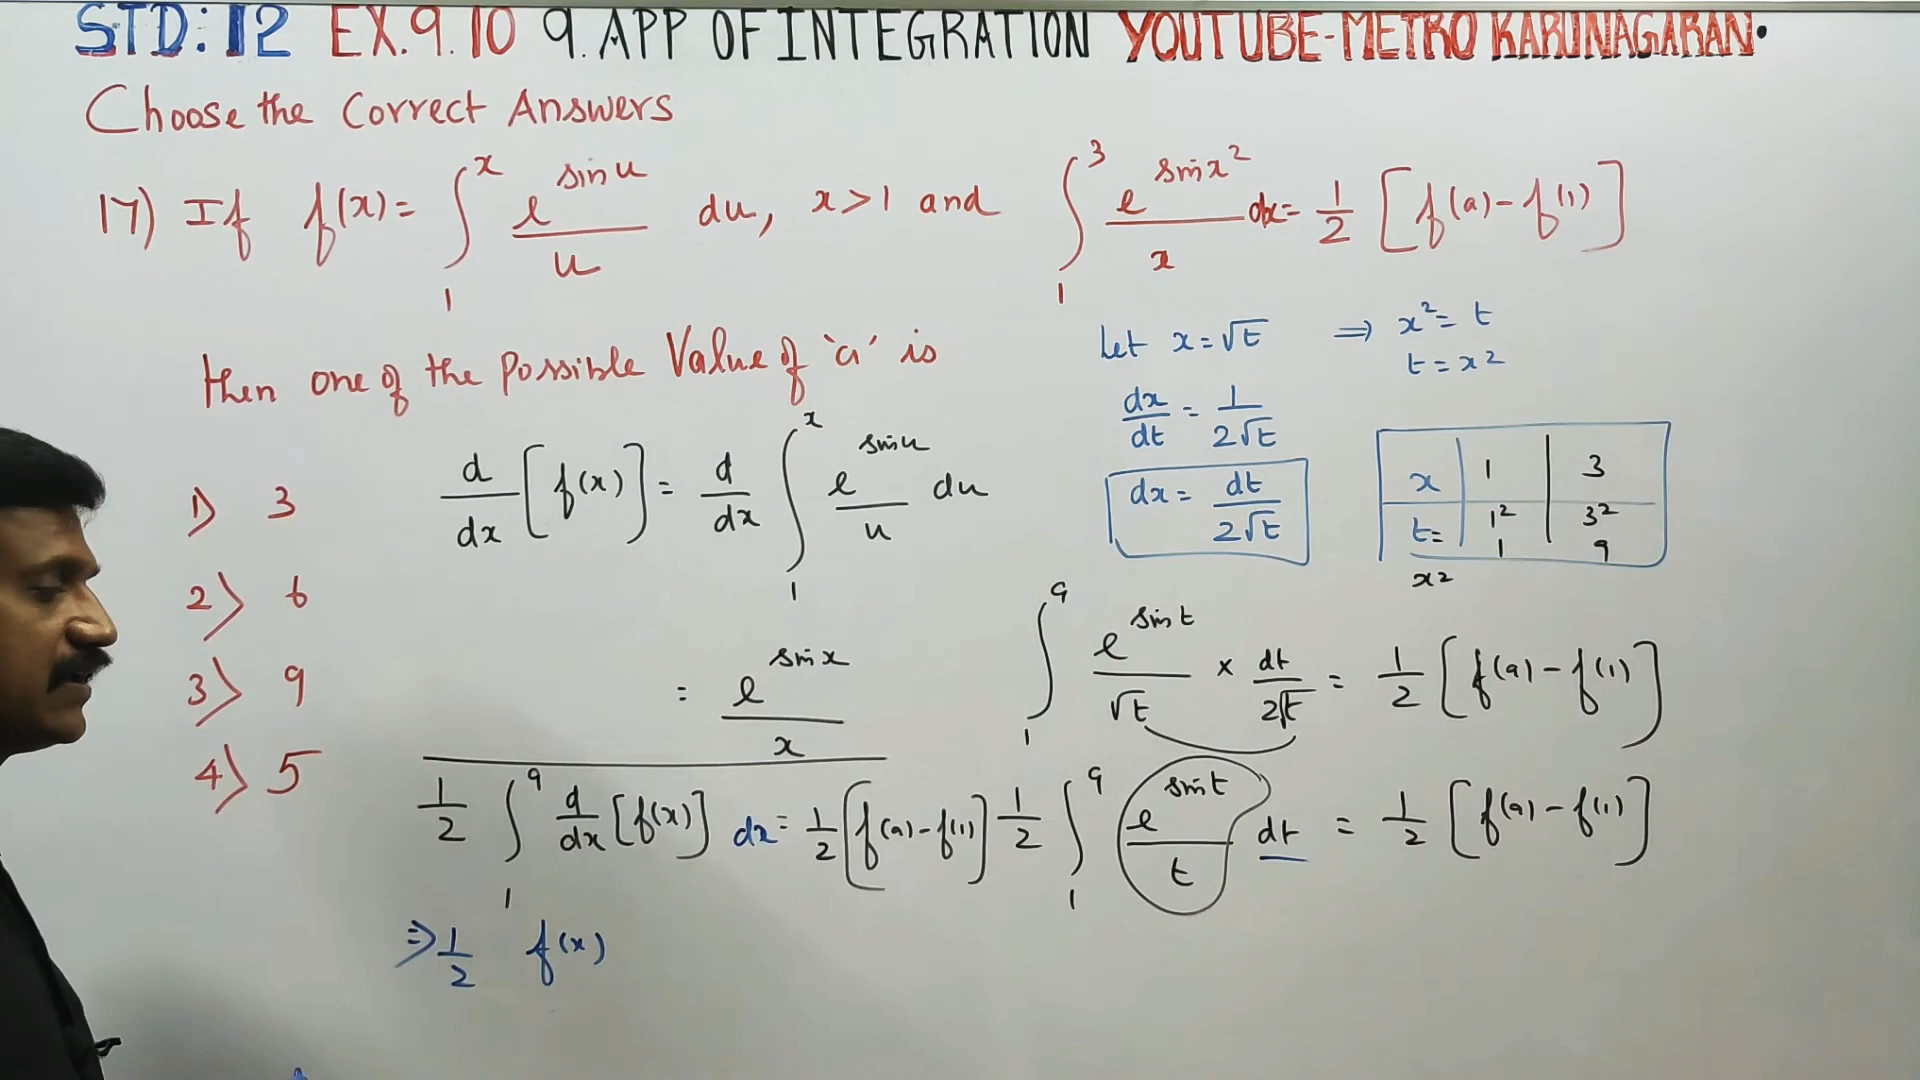 STD: 12 EX.9.10 9. APP OF INTEGRATION YOUTUBE-METRO KARUNAGARAN.
Choose the Correct Answers
17) If f(x) = ∫₁ˣ e^(sin u)/u du, x>1 and ∫₁³ e^(sin x²)/x dx = 1/2 [f(a) - f(1)]
then one of the possible Value of 'a' is
Let x = √t ⇒ x² = t
t = x²
dx/dt = 1/(2√t)
dx = dt/(2√t)
x | 1 | 3
t = x² | 1² 1 | 3² 9
1) 3
2) 6
3) 9
4) 5
d/dx [f(x)] = d/dx ∫₁ˣ e^(sin u)/u du
= e^(sin x)/x
∫₁⁹ e^(sin t)/√t × dt/(2√t) = 1/2 [f(a) - f(1)]
1/2 ∫₁⁹ d/dx [f(x)] dx = 1/2 [f(a) - f(1)]
1/2 ∫₁⁹ e^(sin t)/t dt = 1/2 [f(a) - f(1)]
⇒ 1/2 f(x)